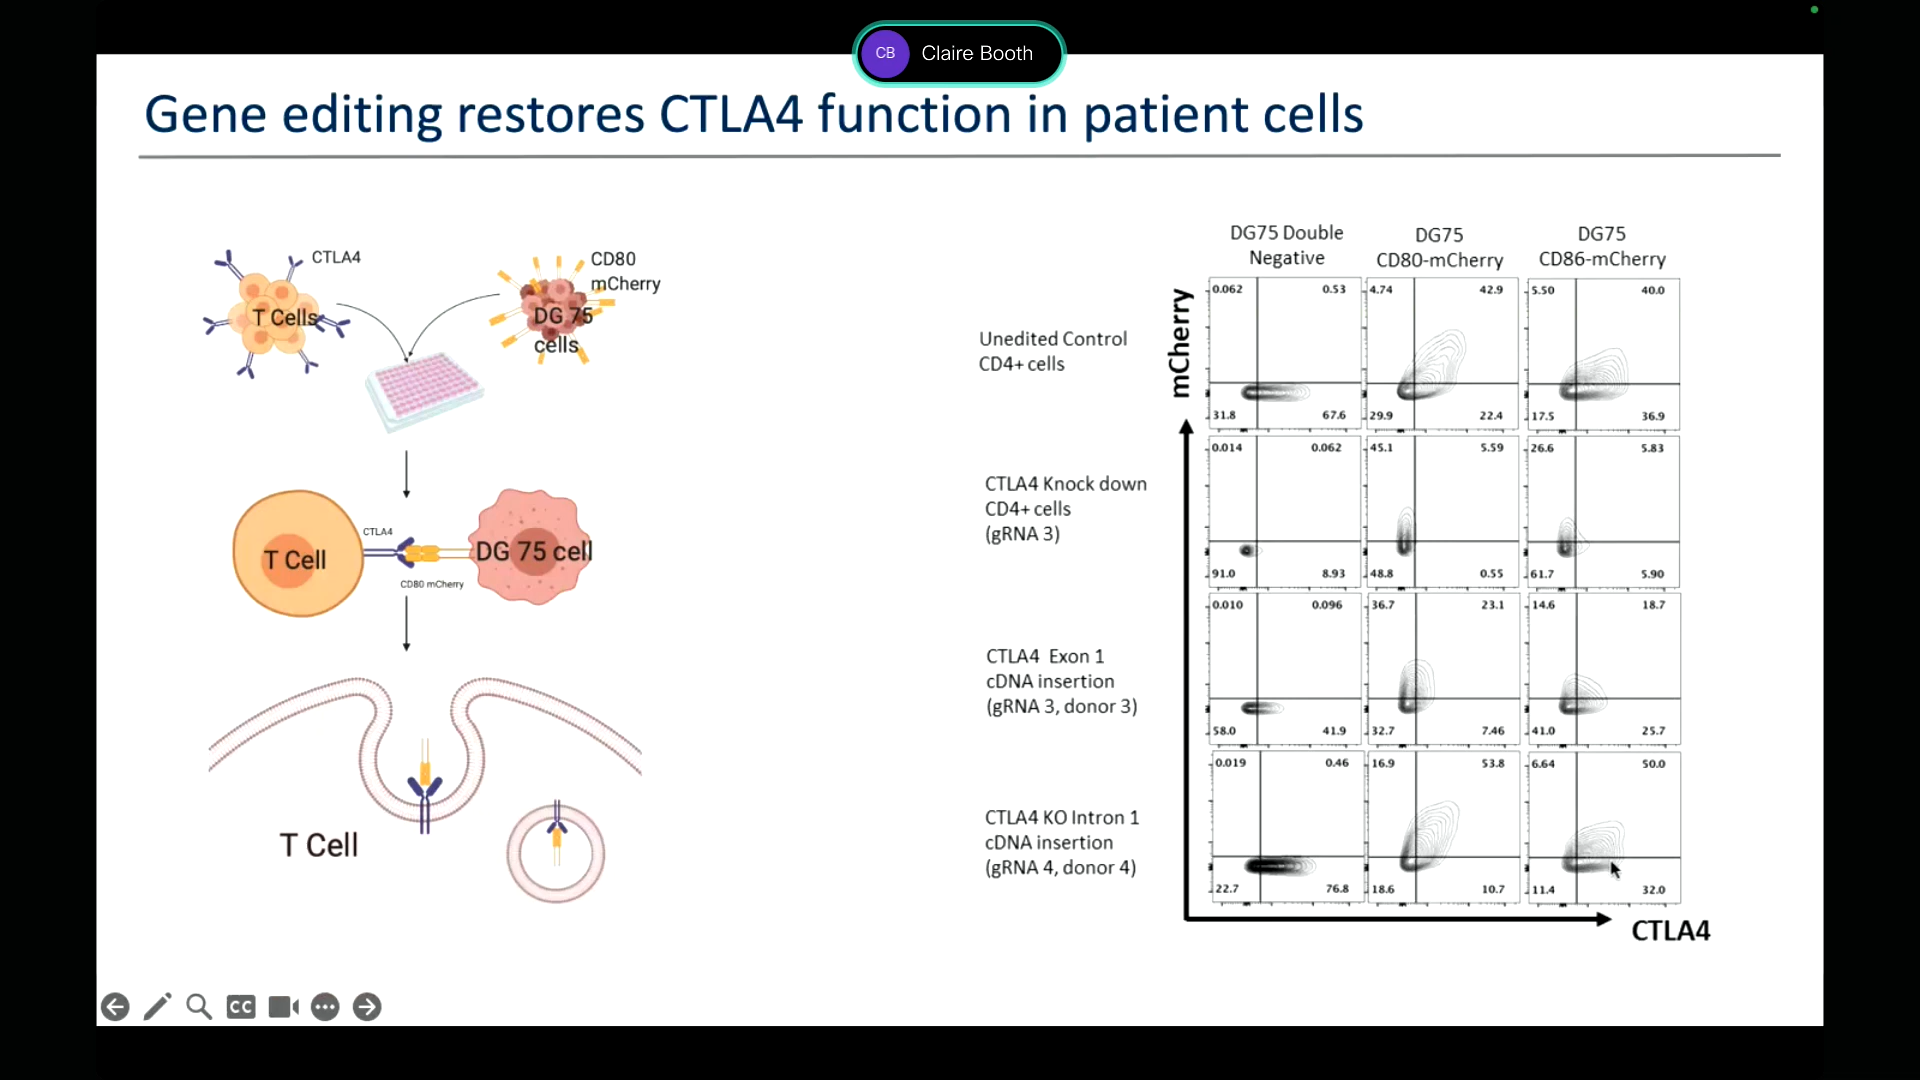 CB Claire Booth
Gene editing restores CTLA4 function in patient cells
CTLA4
T Cells
CD80
mCherry
DG 75
cells
T Cell
CTLA4
CD80 mCherry
DG 75 cell
T Cell
DG75 Double
Negative
DG75
CD80-mCherry
DG75
CD86-mCherry
mCherry
Unedited Control
CD4+ cells
0.062 0.53 4.74 42.9 5.50 40.0
31.8 67.6 29.9 22.4 17.5 36.9
CTLA4 Knock down
CD4+ cells
(gRNA 3)
0.014 0.062 45.1 5.59 26.6 5.83
91.0 8.93 48.8 0.55 61.7 5.90
CTLA4 Exon 1
cDNA insertion
(gRNA 3, donor 3)
0.010 0.096 36.7 23.1 14.6 18.7
58.0 41.9 32.7 7.46 41.0 25.7
CTLA4 KO Intron 1
cDNA insertion
(gRNA 4, donor 4)
0.019 0.46 16.9 53.8 6.64 50.0
22.7 76.8 18.6 10.7 11.4 32.0
CTLA4
CC